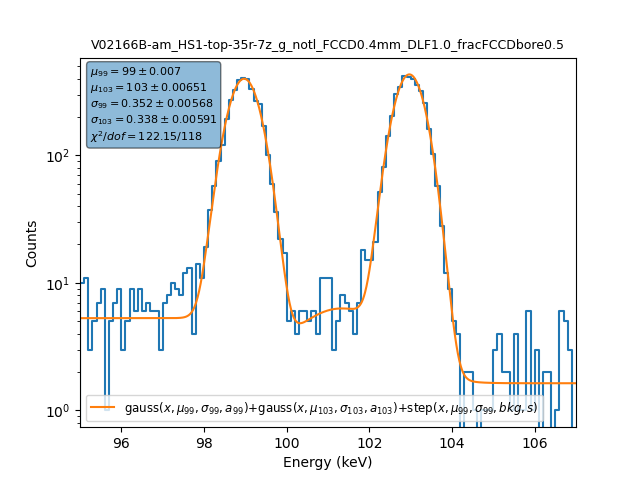 V02166B-am_HS1-top-35r-7z_g_notl_FCCD0.4mm_DLF1.0_fracFCCDbore0.5
μ₉₉ = 99 ± 0.007
μ₁₀₃ = 103 ± 0.00651
σ₉₉ = 0.352 ± 0.00568
σ₁₀₃ = 0.338 ± 0.00591
χ²/dof = 122.15/118
Counts
10²
10¹
10⁰
gauss(x, μ₉₉, σ₉₉, a₉₉)+gauss(x, μ₁₀₃, σ₁₀₃, a₁₀₃)+step(x, μ₉₉, σ₉₉, bkg, s)
96 98 100 102 104 106
Energy (keV)